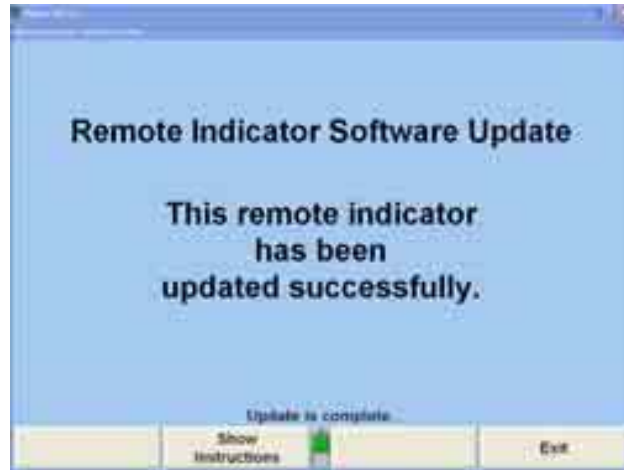 Remote Indicator Software Update
This remote indicator
has been
updated successfully.
Update is complete.
Show
Instructions
Exit